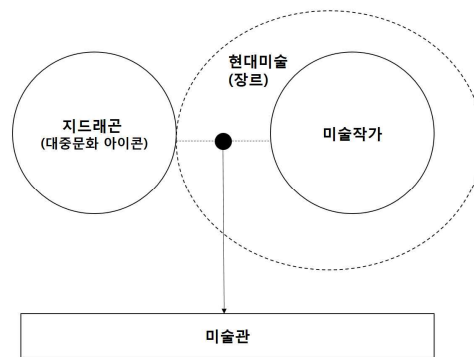 현대미술
(장르)
지드래곤
(대중문화 아이콘)
미술작가
미술관